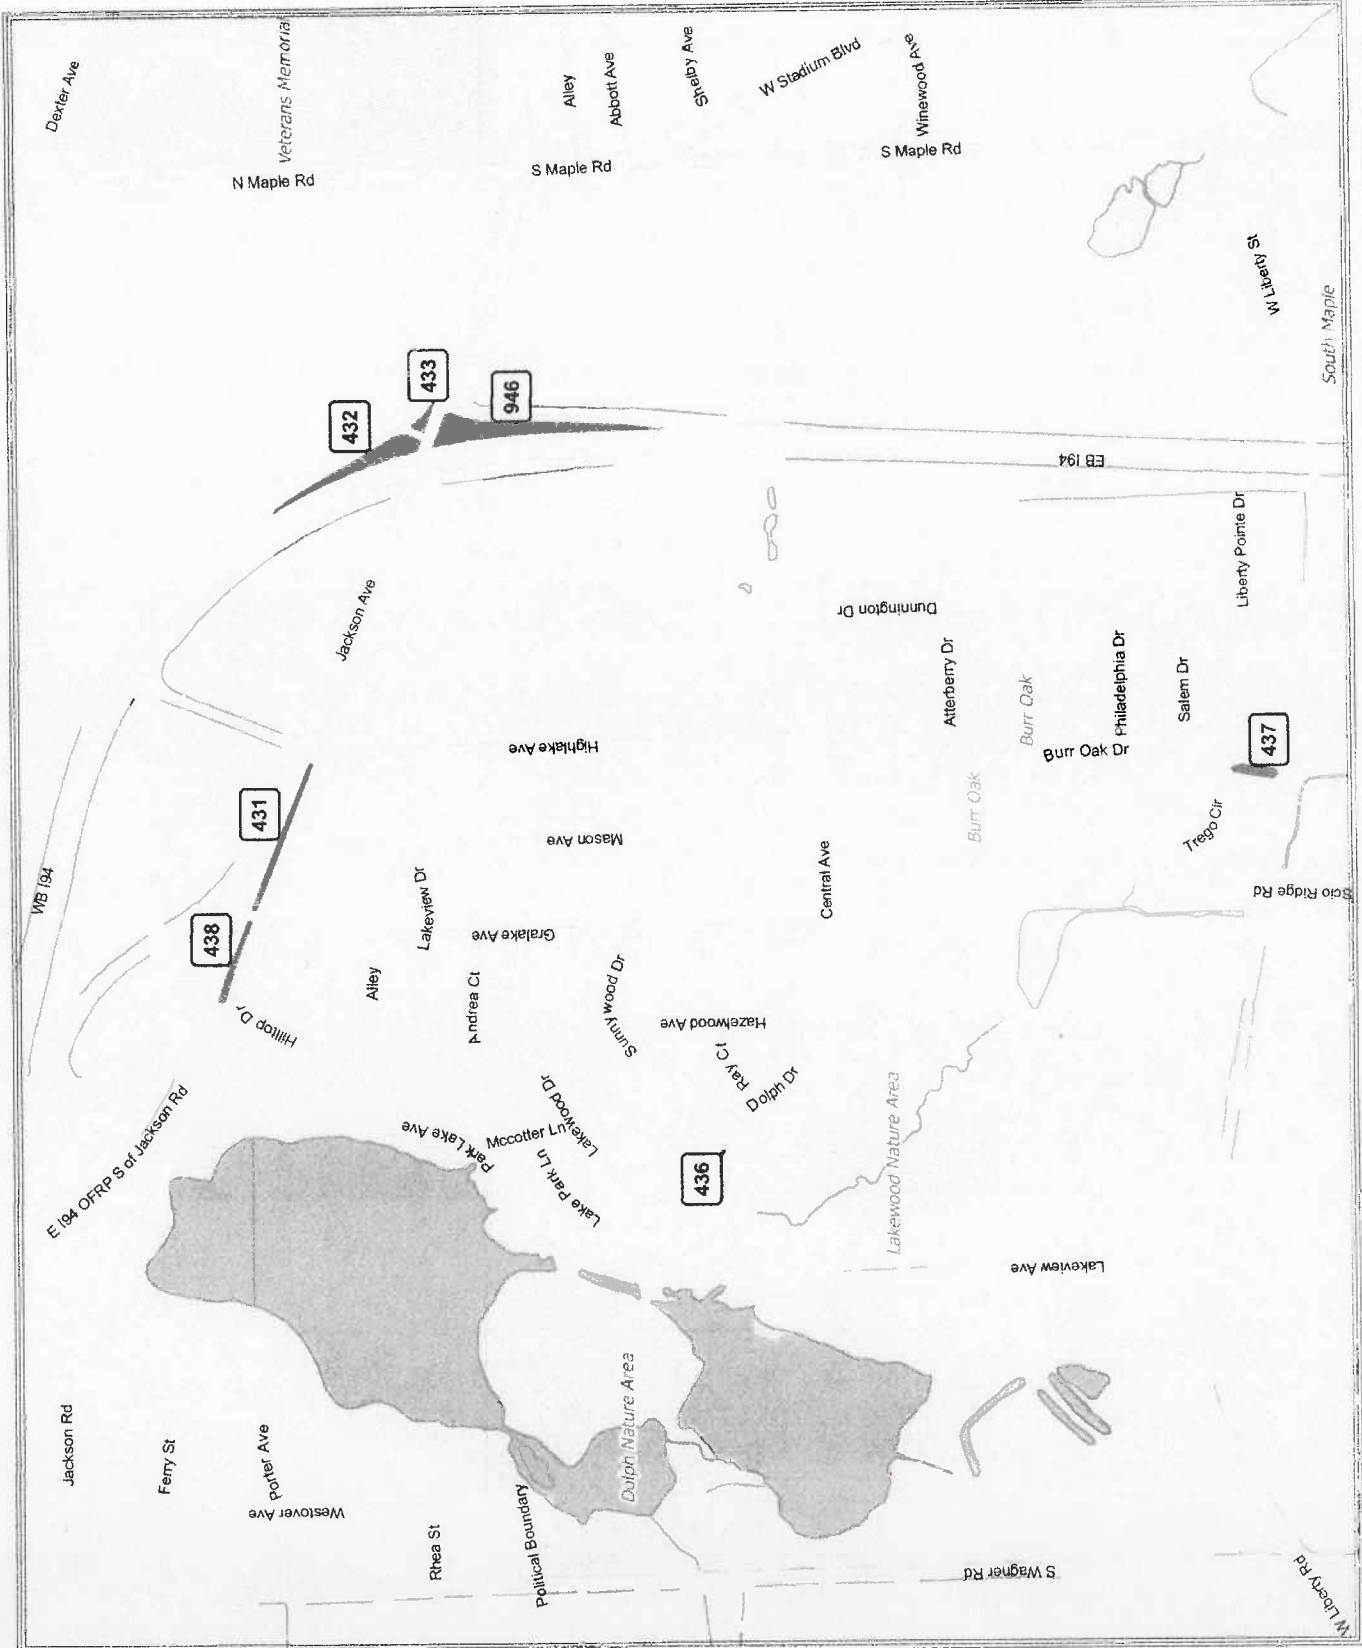 Dexter Ave
Veterans Memorial
Alley
Abbott Ave
Shelby Ave
W Stadium Blvd
Winewood Ave
N Maple Rd
S Maple Rd
S Maple Rd
W Liberty St
South Maple
432
433
946
EB I94
Jackson Ave
Dunnington Dr
Liberty Pointe Dr
Atterberry Dr
Burr Oak
Philadelphia Dr
Salem Dr
Highlake Ave
Burr Oak Dr
437
431
Mason Ave
Burr Oak
Trego Cir
WB I94
Lakeview Dr
Central Ave
Scio Ridge Rd
438
Gralake Ave
Alley
Andrea Ct
Sunnywood Dr
Hilltop Dr
Hazelwood Ave
Ray Ct
Dolph Dr
Lakewood Dr
E I94 OFRP S of Jackson Rd
Park Lake Ave
Mccotter Ln
Lake Park Ln
436
Lakewood Nature Area
Lakeview Ave
Dolph Nature Area
Jackson Rd
Ferry St
Porter Ave
Westover Ave
Rhea St
Political Boundary
S Wagner Rd
W Liberty Rd